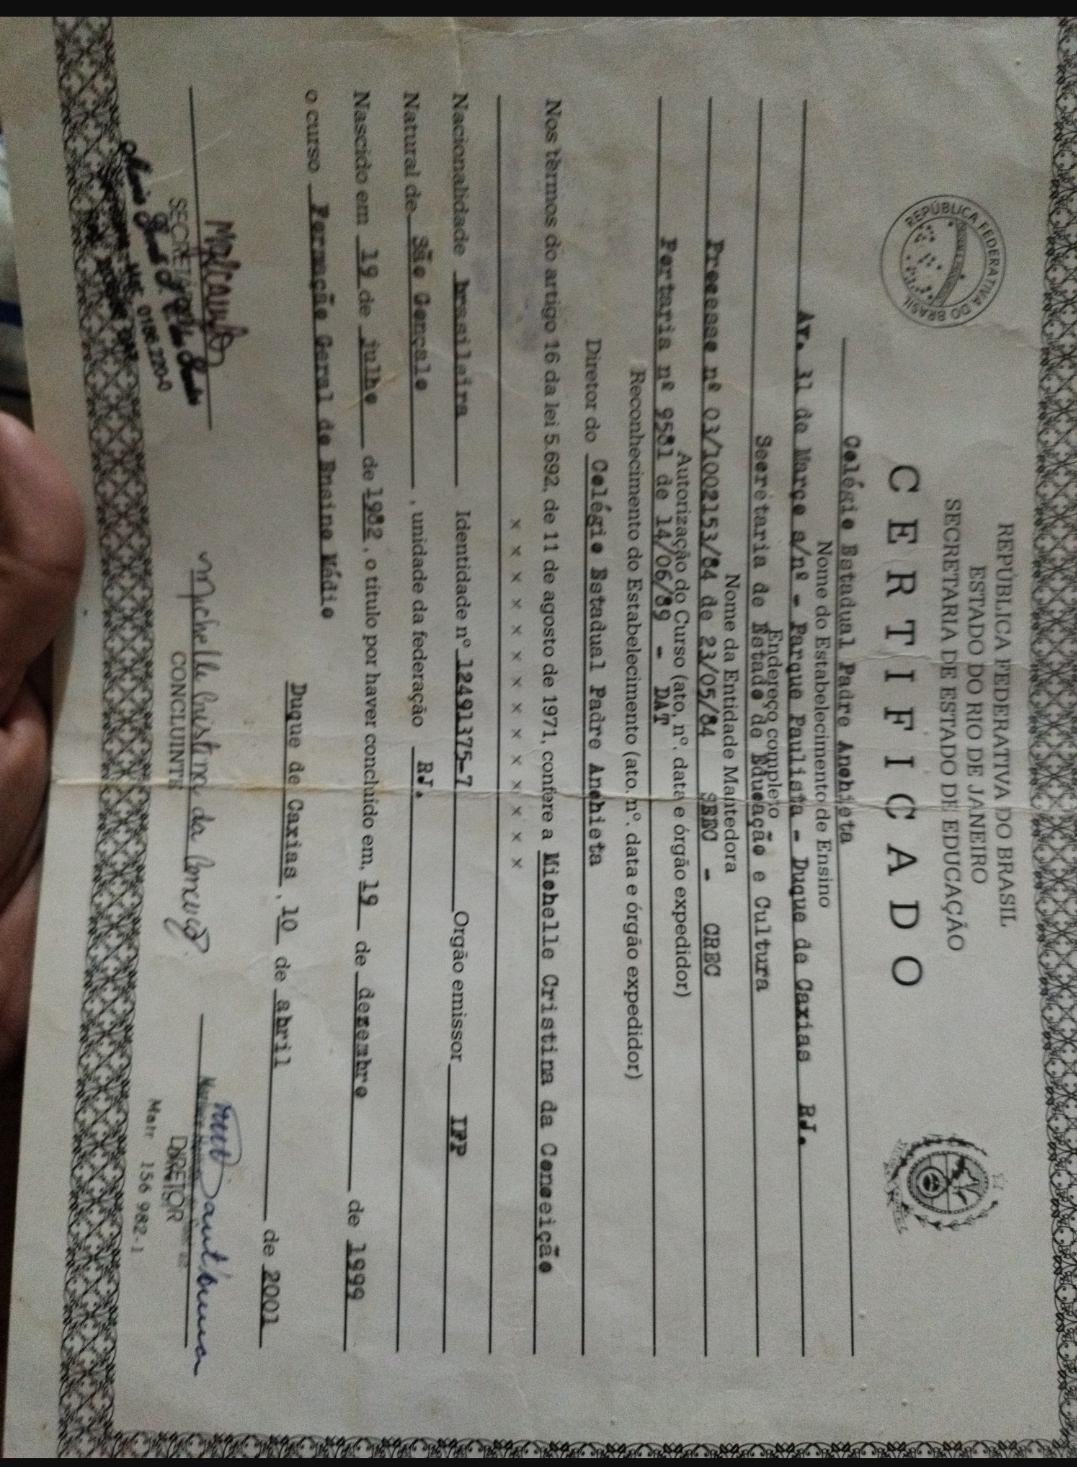 REPÚBLICA FEDERATIVA DO BRASIL
REPÚBLICA FEDERATIVA DO BRASIL
ESTADO DO RIO DE JANEIRO
SECRETARIA DE ESTADO DE EDUCAÇÃO
CERTIFICADO
Colégio Estadual Padre Anchieta
Nome do Estabelecimento de Ensino
Av. 31 de Março s/nº - Parque Paulista - Duque de Caxias RJ.
Endereço completo
Secretaria de Estado de Educação e Cultura
Nome da Entidade Mantedora
Processo nº 03/1002153/84 de 23/05/84 SEEC - CREC
Autorização do Curso (ato, nº. data e órgão expedidor)
Portaria nº 9581 de 14/06/89 - DAT
Reconhecimento do Estabelecimento (ato. nº. data e órgão expedidor)
Diretor do Colégio Estadual Padre Anchieta
Nos têrmos do artigo 16 da lei 5.692, de 11 de agosto de 1971, confere a Michelle Cristina da Conceição
x x x x x x x x x x x x x
Nacionalidade brasileira Identidade nº 12491375-7 Orgão emissor IFP
Natural de São Gonçalo , unidade da federação RJ.
Nascido em 19 de julho de 1982, o título por haver concluido em, 19 de dezembro de 1999
o curso Formação Geral de Ensino Médio
Duque de Caxias, 10 de abril de 2001
Michelle Cristina da Conceição
SECRETÁRIO
CONCLUINTE
DIRETOR
Matr 156 982-1